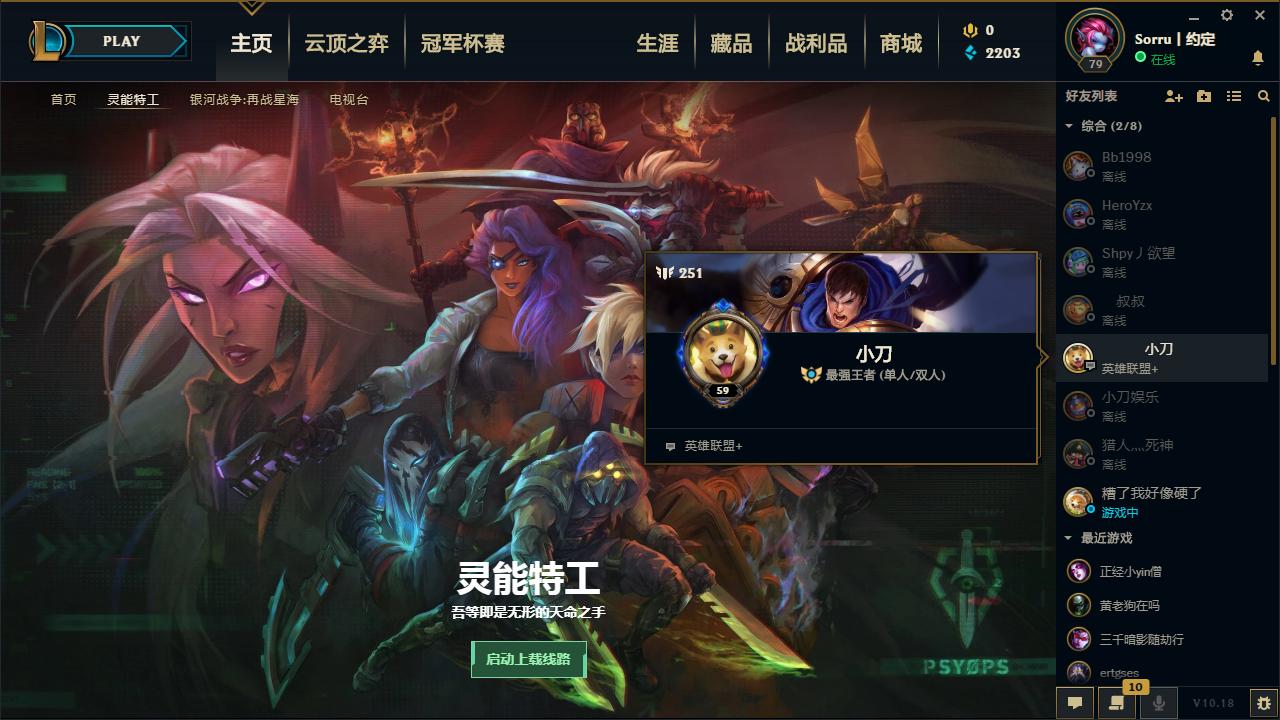 PLAY
主页
云顶之弈
冠军杯赛
生涯
藏品
战利品
商城
0
2203
79
Sorru丨约定
在线
首页
灵能特工
银河战争:再战星海
电视台
好友列表
综合 (2/8)
Bb1998
离线
HeroYzx
离线
Shpy丿欲望
离线
叔叔
离线
小刀
英雄联盟+
小刀娱乐
离线
猎人灬死神
离线
糟了我好像硬了
游戏中
最近游戏
正经小yin僧
黄老狗在吗
三千暗影随劫行
ertgses
251
59
小刀
最强王者 (单人/双人)
英雄联盟+
灵能特工
吾等即是无形的天命之手
启动上载线路
PSYOPS
10
V10.18